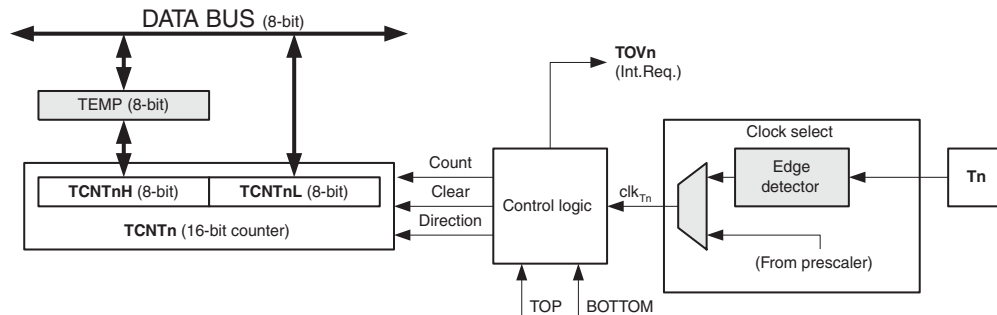 DATA BUS (8-bit)
TOVn
(Int.Req.)
TEMP (8-bit)
Clock select
Count
Edge
detector
Tn
TCNTnH (8-bit)
TCNTnL (8-bit)
Clear
Control logic
clkTn
TCNTn (16-bit counter)
Direction
(From prescaler)
TOP
BOTTOM